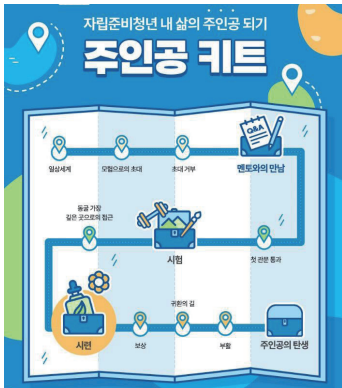 자립준비청년 내 삶의 주인공 되기
주인공 키트
Q&A
일상세계
모험으로의 초대
초대 거부
멘토와의 만남
동굴 가장
깊은 곳으로의 접근
시험
첫 관문 통과
시련
보상
귀환의 길
부활
주인공의 탄생